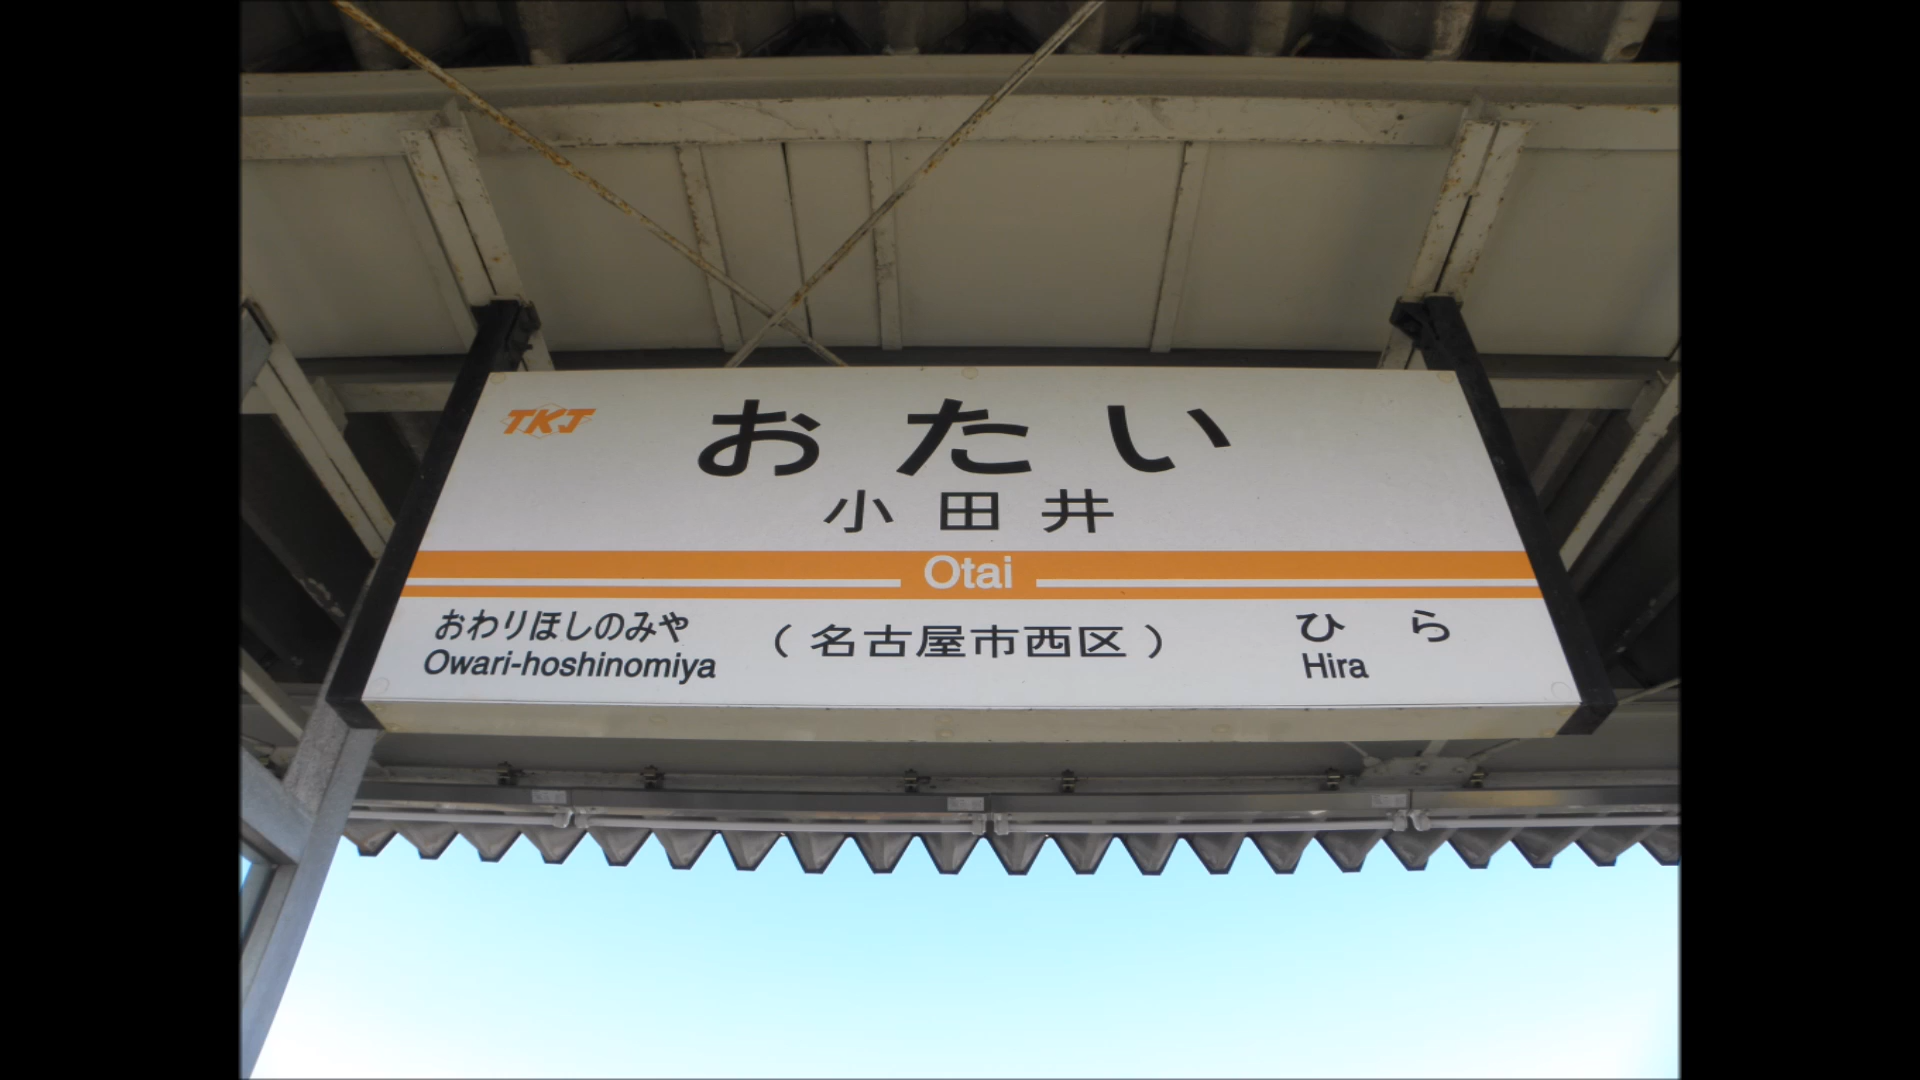 TKJ
おたい
小田井
Otai
おわりほしのみや
Owari-hoshinomiya
（名古屋市西区）
ひら
Hira